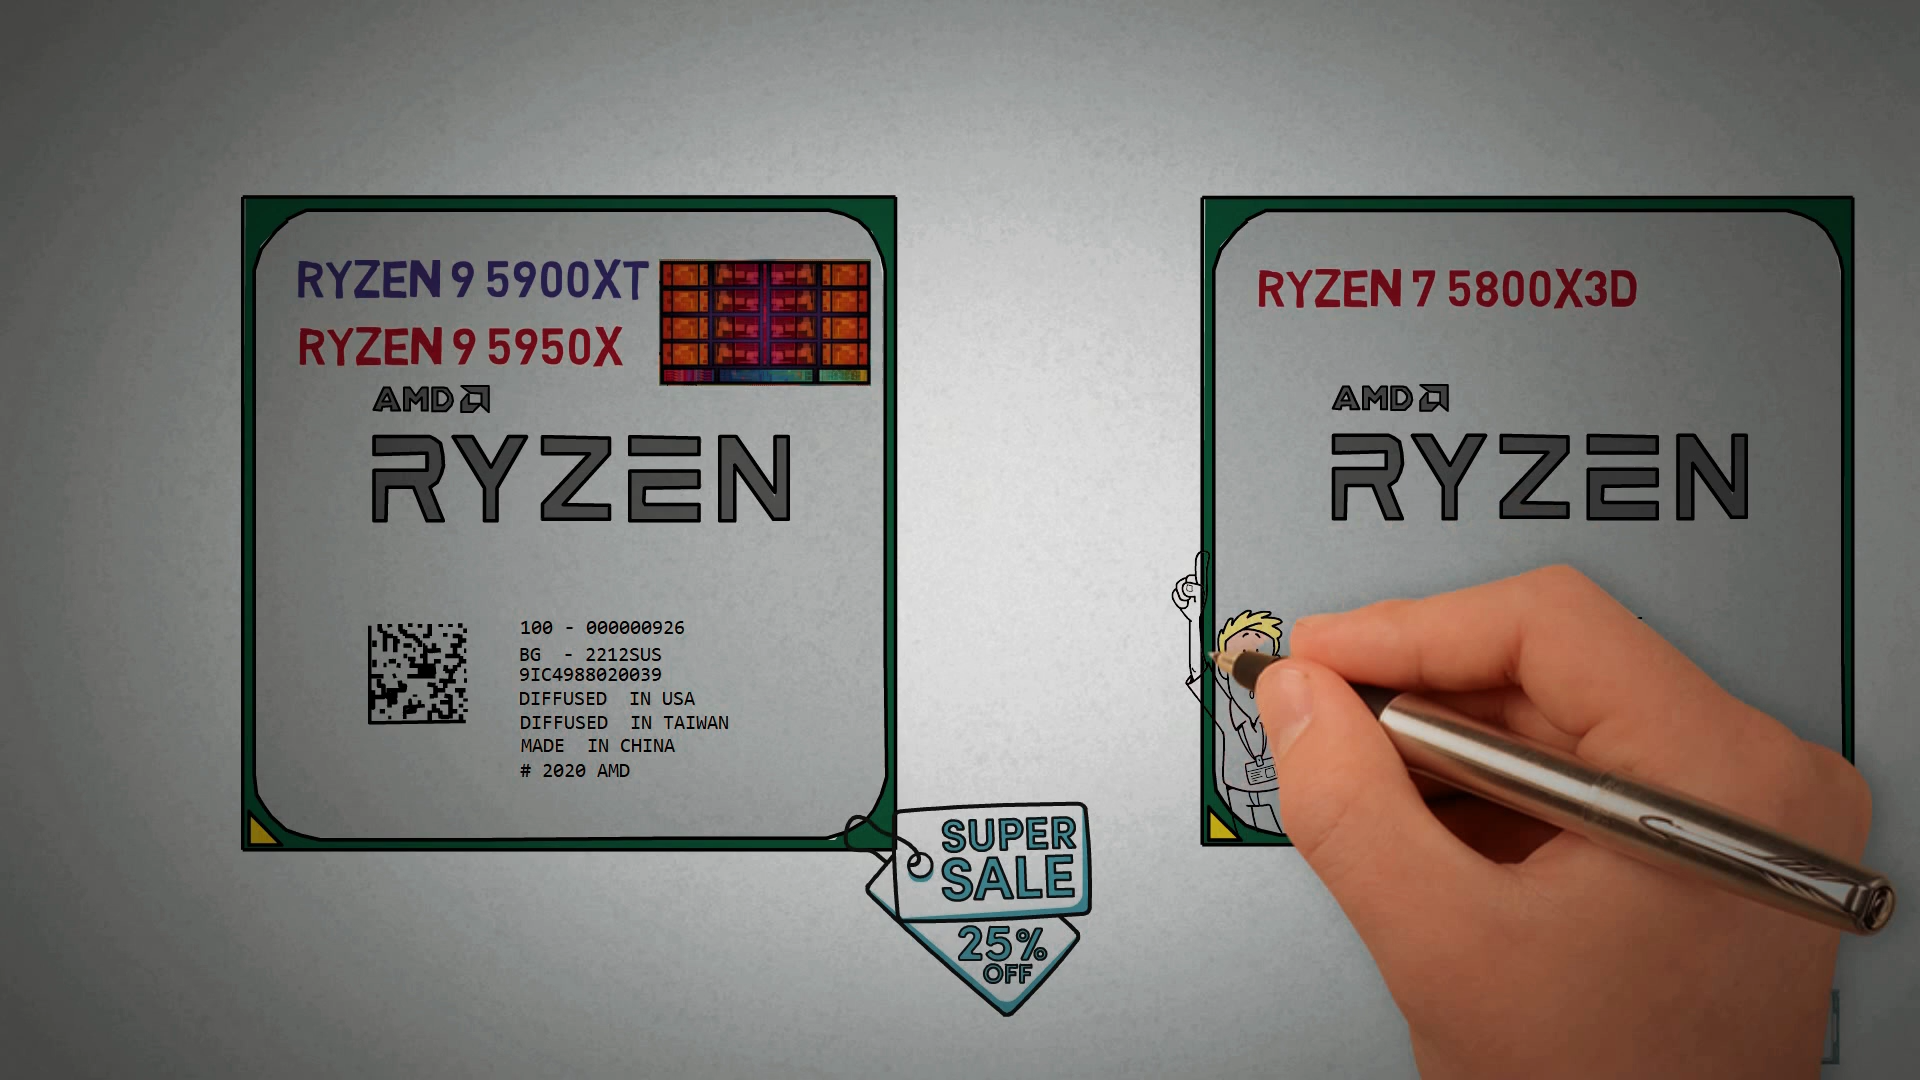 RYZEN 9 5900XT
RYZEN 9 5950X
AMD
RYZEN
100 - 000000926
BG - 2212SUS
9IC4988020039
DIFFUSED IN USA
DIFFUSED IN TAIWAN
MADE IN CHINA
# 2020 AMD
SUPER
SALE
25%
OFF
RYZEN 7 5800X3D
AMD
RYZEN